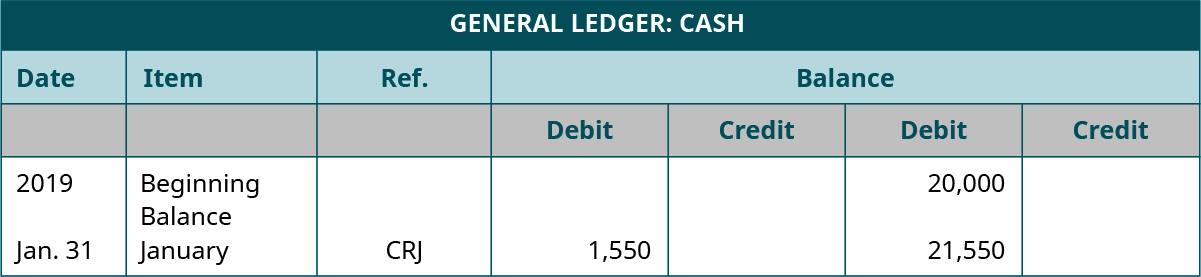 GENERAL LEDGER: CASH
Date Item Ref. Balance
Debit Credit Debit Credit
2019 Beginning 20,000
Balance
Jan. 31 January CRJ 1,550 21,550